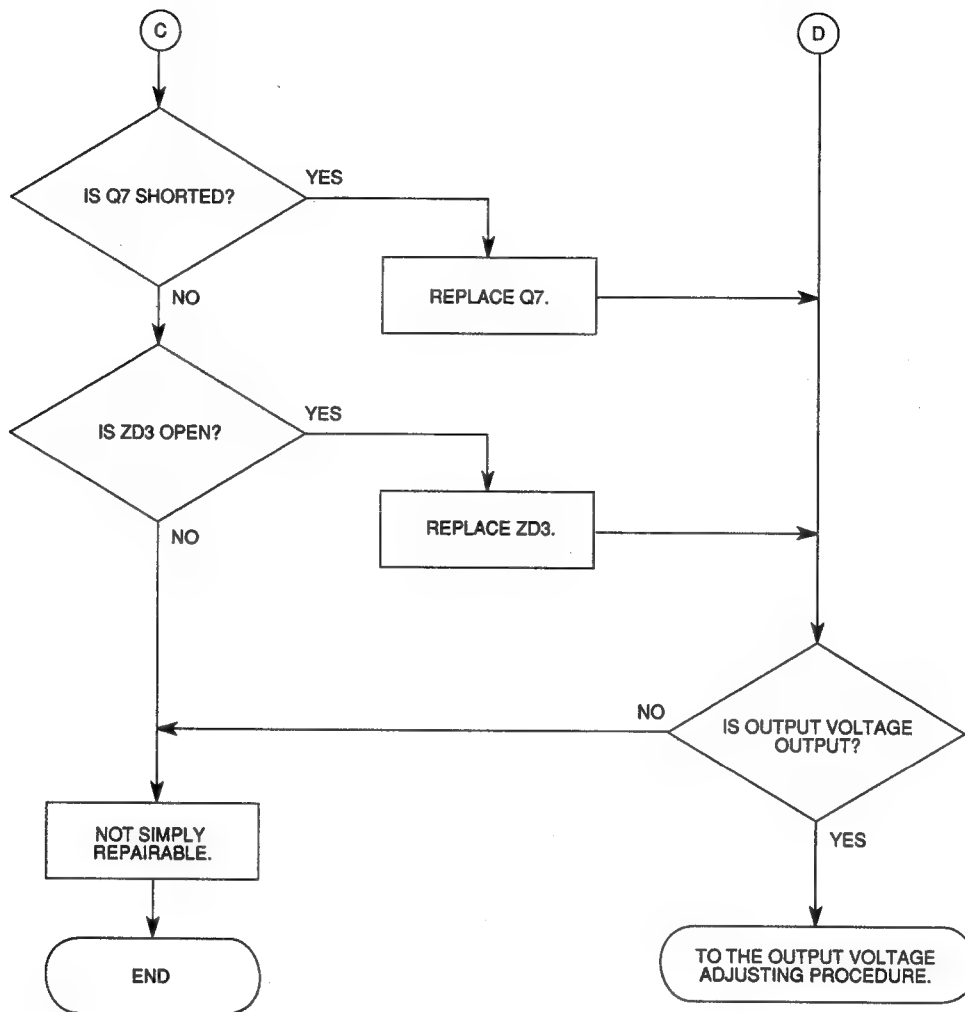 C
D
IS Q7 SHORTED?
YES
REPLACE Q7.
NO
IS ZD3 OPEN?
YES
REPLACE ZD3.
NO
IS OUTPUT VOLTAGE
OUTPUT?
NO
YES
NOT SIMPLY
REPAIRABLE.
END
TO THE OUTPUT VOLTAGE
ADJUSTING PROCEDURE.